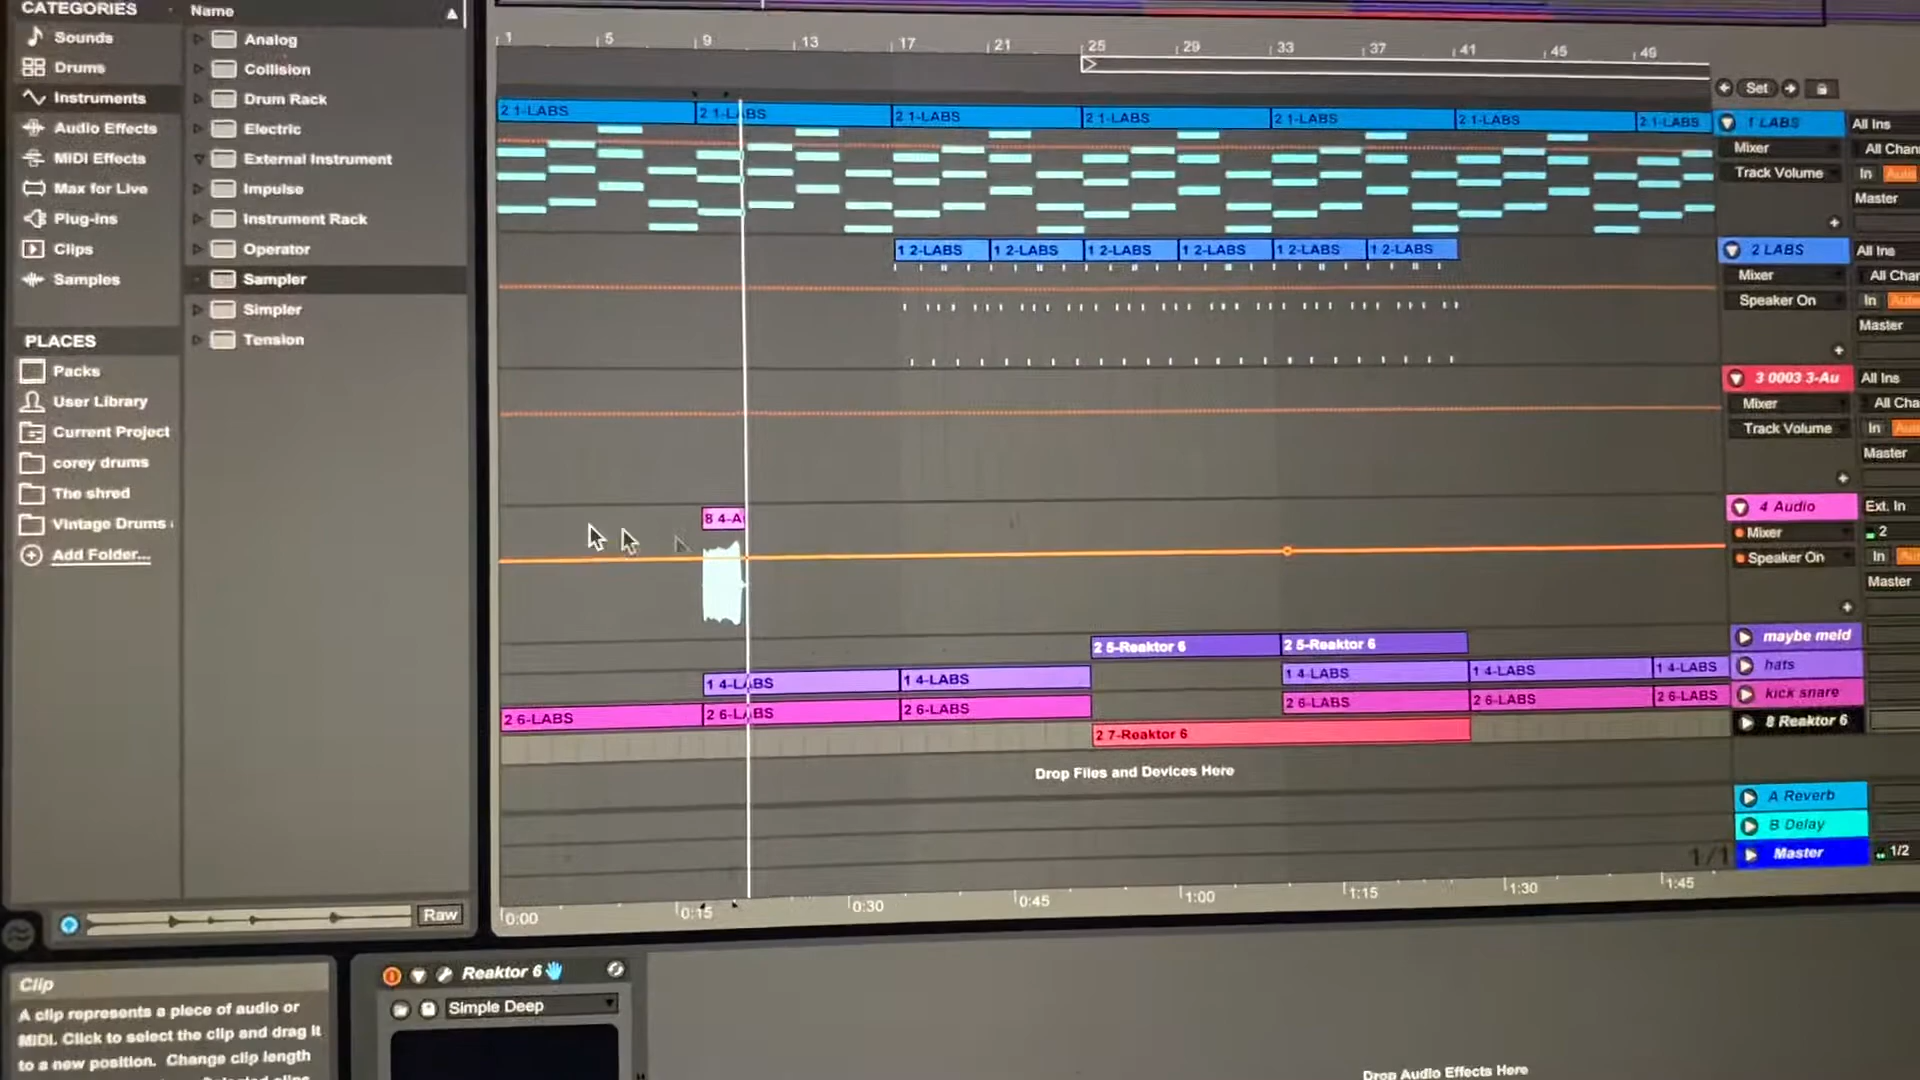 CATEGORIES
Name
Sounds
Drums
Instruments
Audio Effects
MIDI Effects
Max for Live
Plug-Ins
Clips
Samples
PLACES
Packs
User Library
Current Project
corey drums
The shred
Vintage Drums
Add Folder...
Analog
Collision
Drum Rack
Electric
External Instrument
Impulse
Instrument Rack
Operator
Sampler
Simpler
Tension
Raw
1 5 9 13 17 21 25 29 33 37 41 45 49
Set
2 1-LABS 2 1-LABS 2 1-LABS 2 1-LABS 2 1-LABS 2 1-LABS 2 1-LABS
1 LABS All Ins
Mixer
Track Volume In
Master
1 2-LABS 1 2-LABS 1 2-LABS 1 2-LABS 1 2-LABS 1 2-LABS
2 LABS All Ins
Mixer
Speaker On In
Master
3 0003 3-Au All Ins
Mixer
Track Volume In
Master
8 4-A
4 Audio Ext. In
Mixer 2
Speaker On In
Master
2 5-Reaktor 6 2 5-Reaktor 6 maybe meld
1 4-LABS 1 4-LABS 1 4-LABS 1 4-LABS 1 4-LABS hats
2 6-LABS 2 6-LABS 2 6-LABS 2 6-LABS 2 6-LABS 2 6-LABS kick snare
2 7-Reaktor 6 8 Reaktor 6
Drop Files and Devices Here
A Reverb
B Delay
1/1 Master 1/2
0:00 0:15 0:30 0:45 1:00 1:15 1:30 1:45
Clip
A clip represents a piece of audio or
MIDI. Click to select the clip and drag it
to a new position. Change clip length
Reaktor 6
Simple Deep
Drop Audio Effects Here